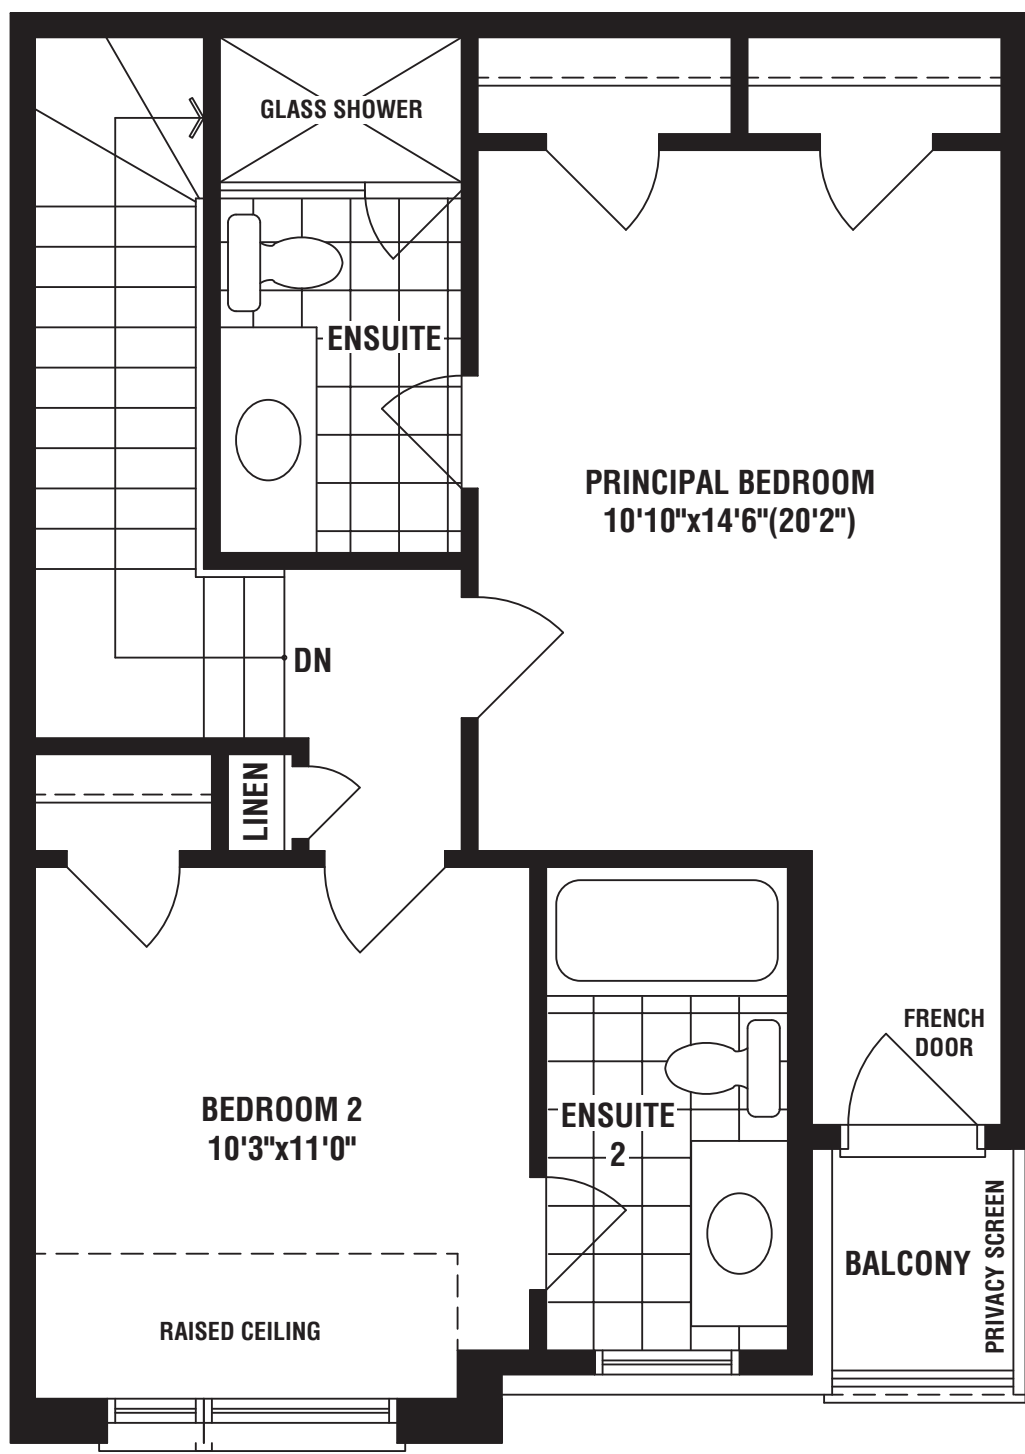 GLASS SHOWER
ENSUITE
PRINCIPAL BEDROOM
10'10"x14'6"(20'2")
DN
LINEN
FRENCH
DOOR
BEDROOM 2
10'3"x11'0"
ENSUITE
2
BALCONY
PRIVACY SCREEN
RAISED CEILING